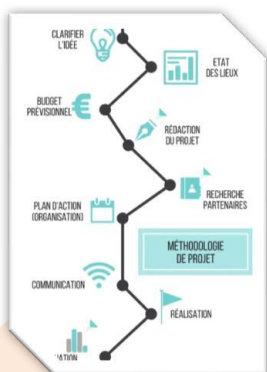 CLARIFIER
L'IDÉE
ETAT
DES LIEUX
BUDGET
PRÉVISIONNEL
RÉDACTION
DU PROJET
RECHERCHE
PARTENAIRES
PLAN D'ACTION
(ORGANISATION)
MÉTHODOLOGIE
DE PROJET
COMMUNICATION
RÉALISATION